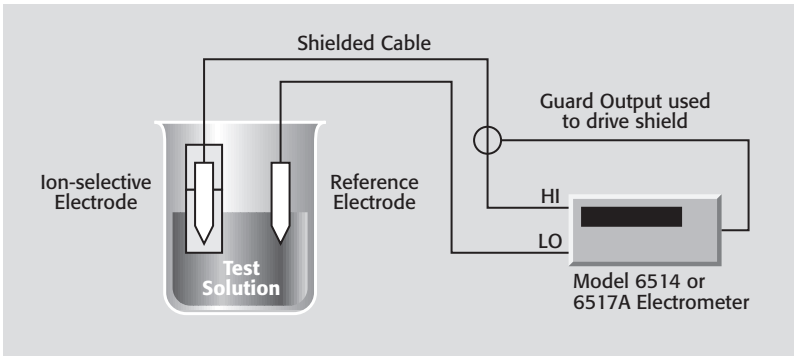 Shielded Cable
Guard Output used
to drive shield
Ion-selective
Electrode
Reference
Electrode
HI
LO
Test
Solution
Model 6514 or
6517A Electrometer